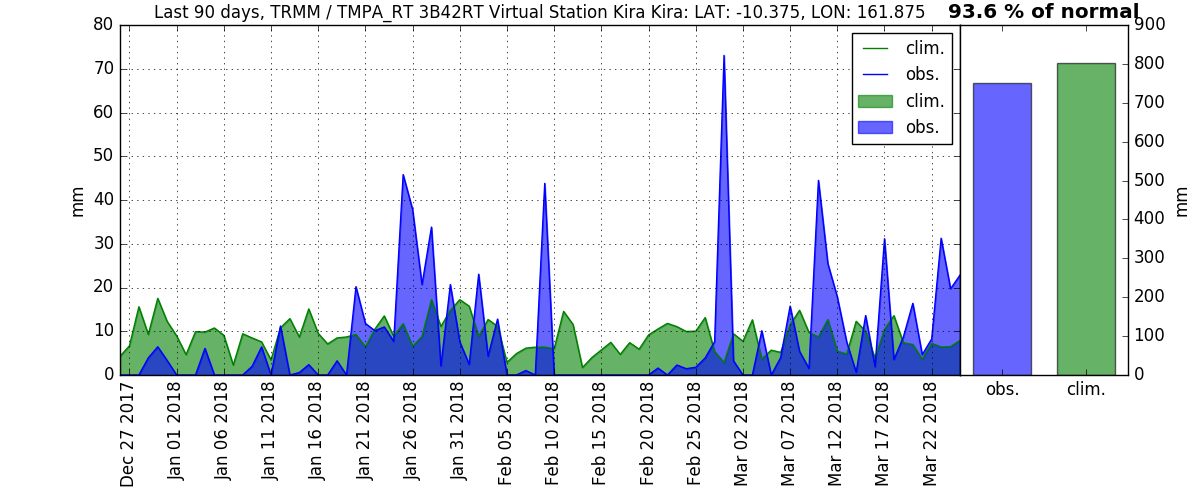 Last 90 days, TRMM / TMPA_RT 3B42RT Virtual Station Kira Kira: LAT: -10.375, LON: 161.875
93.6 % of normal
80
70
60
50
40
30
20
10
0
mm
clim.
obs.
clim.
obs.
900
800
700
600
500
400
300
200
100
0
mm
obs.
clim.
Dec 27 2017
Jan 01 2018
Jan 06 2018
Jan 11 2018
Jan 16 2018
Jan 21 2018
Jan 26 2018
Jan 31 2018
Feb 05 2018
Feb 10 2018
Feb 15 2018
Feb 20 2018
Feb 25 2018
Mar 02 2018
Mar 07 2018
Mar 12 2018
Mar 17 2018
Mar 22 2018